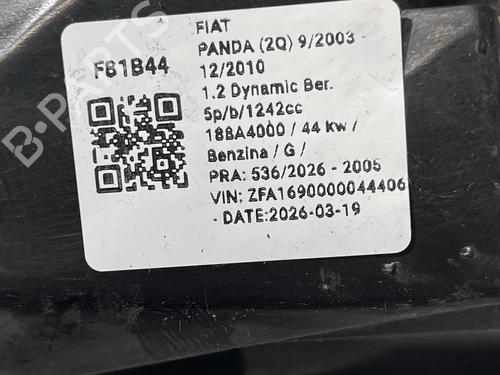 F81B44
FIAT
PANDA (2Q) 9/2003 -
12/2010
1.2 Dynamic Ber.
5p/b/1242cc
188A4000 / 44 Kw /
Benzina / G /
PRA: 536/2026 - 2005
VIN: ZFA1690000044406
- DATE:2026-03-19
B-PARTS